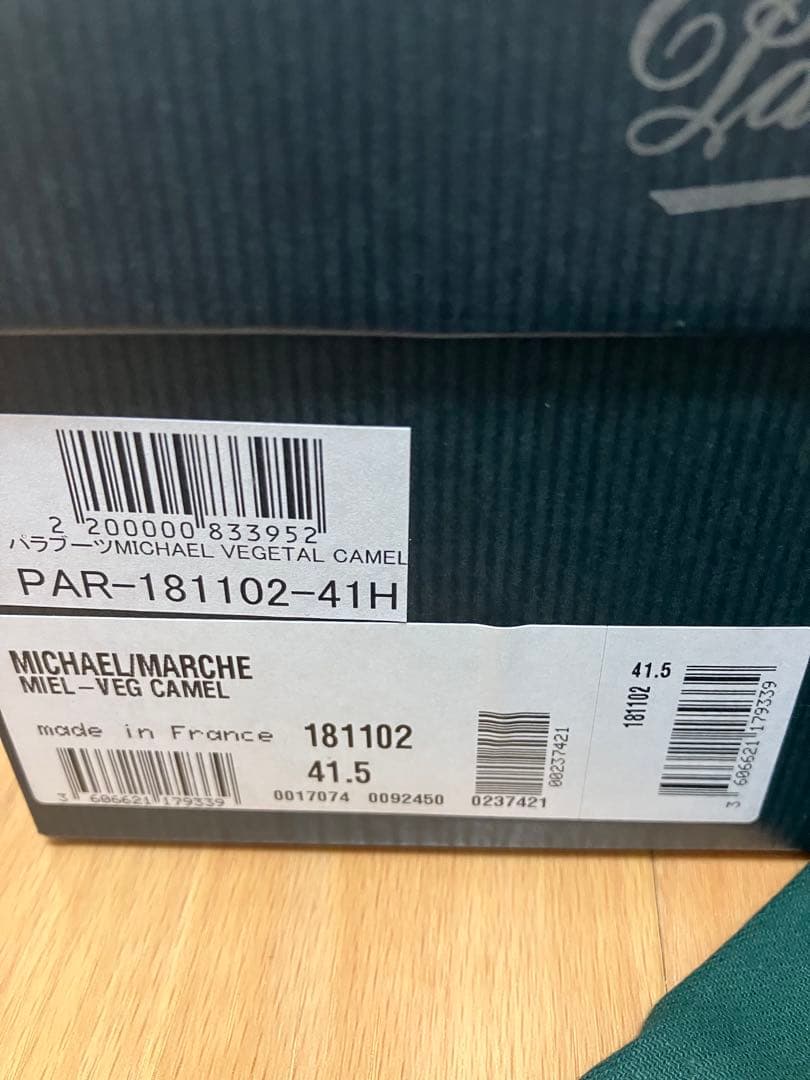 2 200000 833952
パラブーツMICHAEL VEGETAL CAMEL
PAR-181102-41H
MICHAEL/MARCHE
MIEL-VEG CAMEL
made in France 181102
41.5
3 606621 179339
0017074 0092450 0237421
00237421
41.5
181102
3 606621 179339